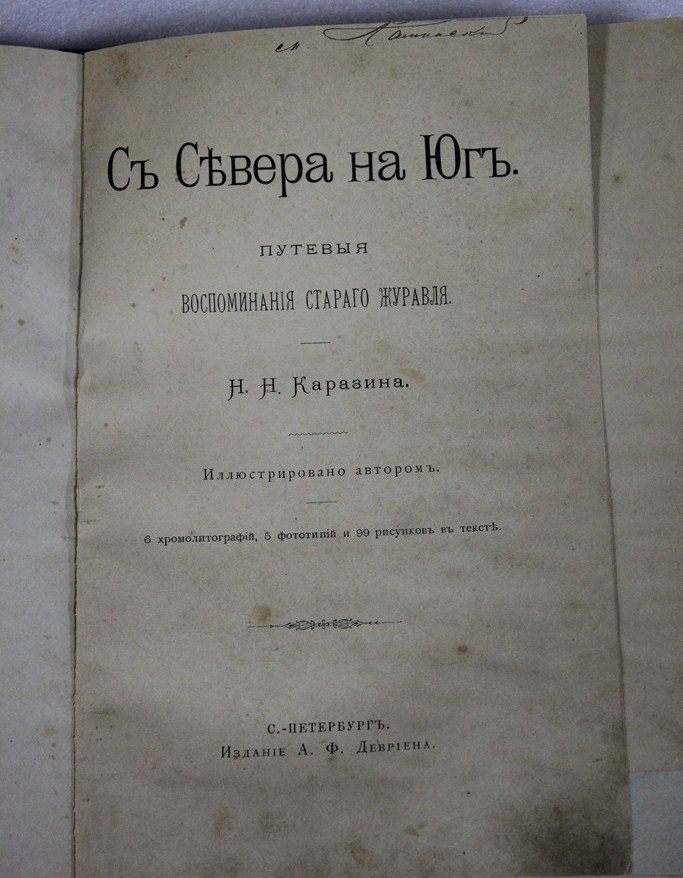 Съ Сѣвера на Югъ.
ПУТЕВЫЯ
ВОСПОМИНАНІЯ СТАРАГО ЖУРАВЛЯ.
Н. Н. Каразина.
Иллюстрировано авторомъ.
6 хромолитографій, 5 фототипій и 99 рисунковъ въ текстѣ.
С.-ПЕТЕРБУРГЪ.
Изданіе А. Ф. Девріена.